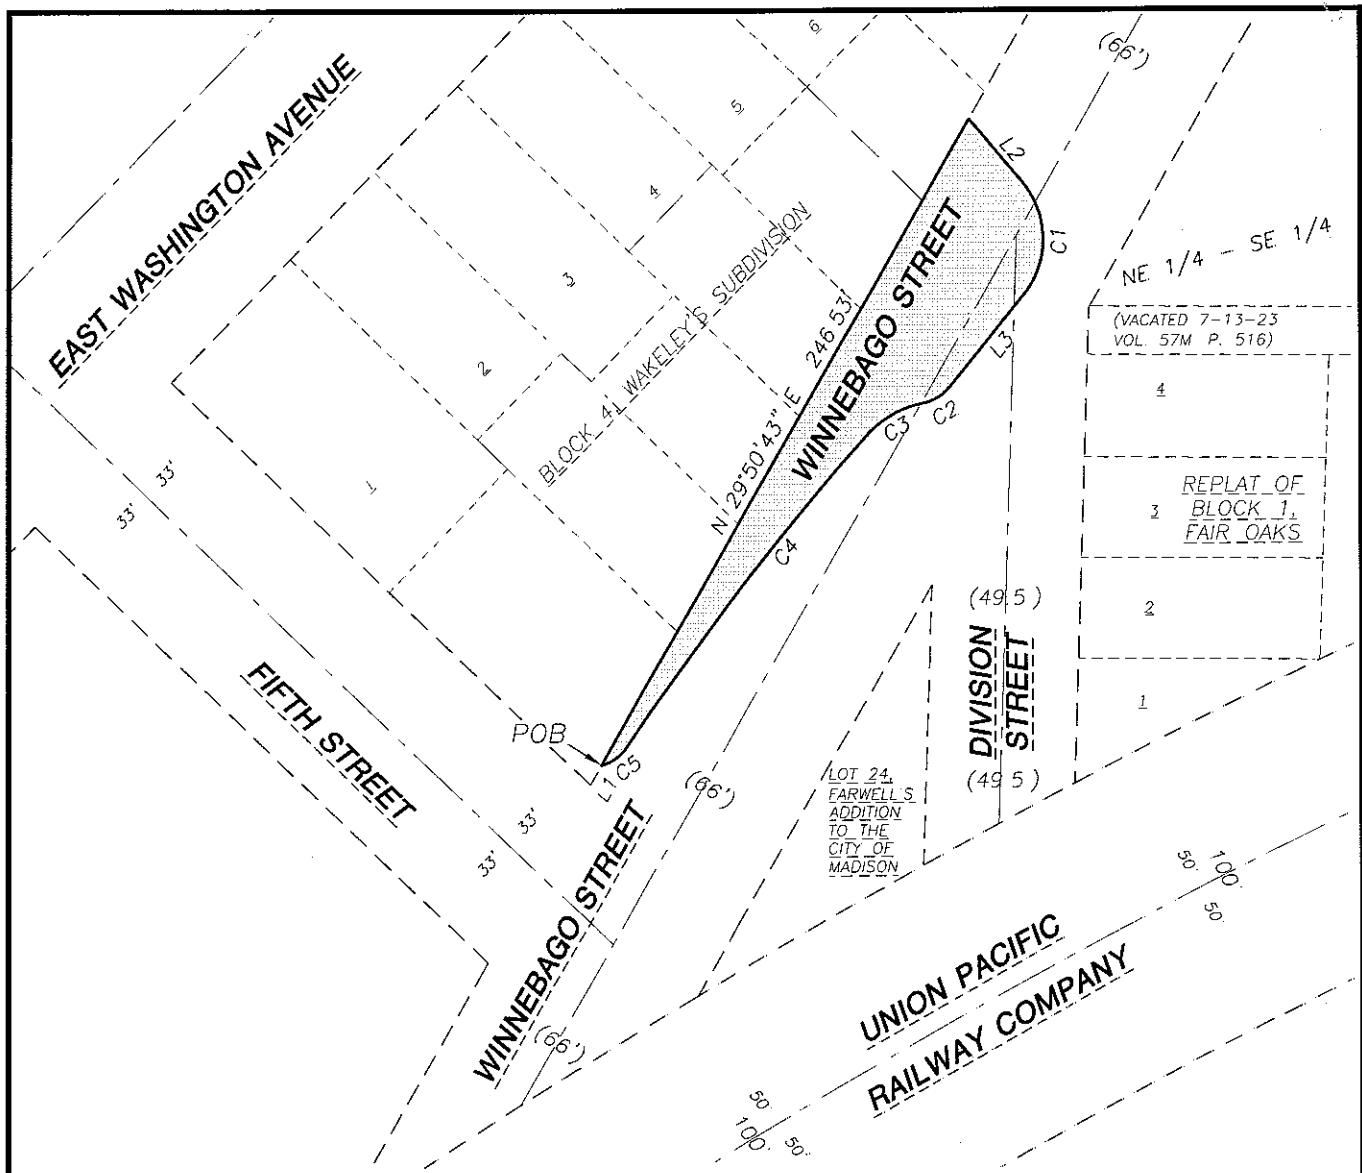 (66')
6
5
L2
EAST WASHINGTON AVENUE
4
C1
NE 1/4 - SE 1/4
3
BLOCK 4, WAKELEY'S SUBDIVISION
WINNEBAGO STREET
246 53'
N 29°50'43" E
(VACATED 7-13-23
VOL. 57M P. 516)
L3
2
4
C2
C3
1
33'
33'
REPLAT OF
BLOCK 1,
FAIR OAKS
3
C4
(49.5')
2
DIVISION
STREET
FIFTH STREET
1
POB
L1
C5
(66')
(49.5')
LOT 24,
FARWELL'S
ADDITION
TO THE
CITY OF
MADISON
33'
33'
WINNEBAGO STREET
50'
100'
50'
UNION PACIFIC
RAILWAY COMPANY
(66')
50'
100'
50'